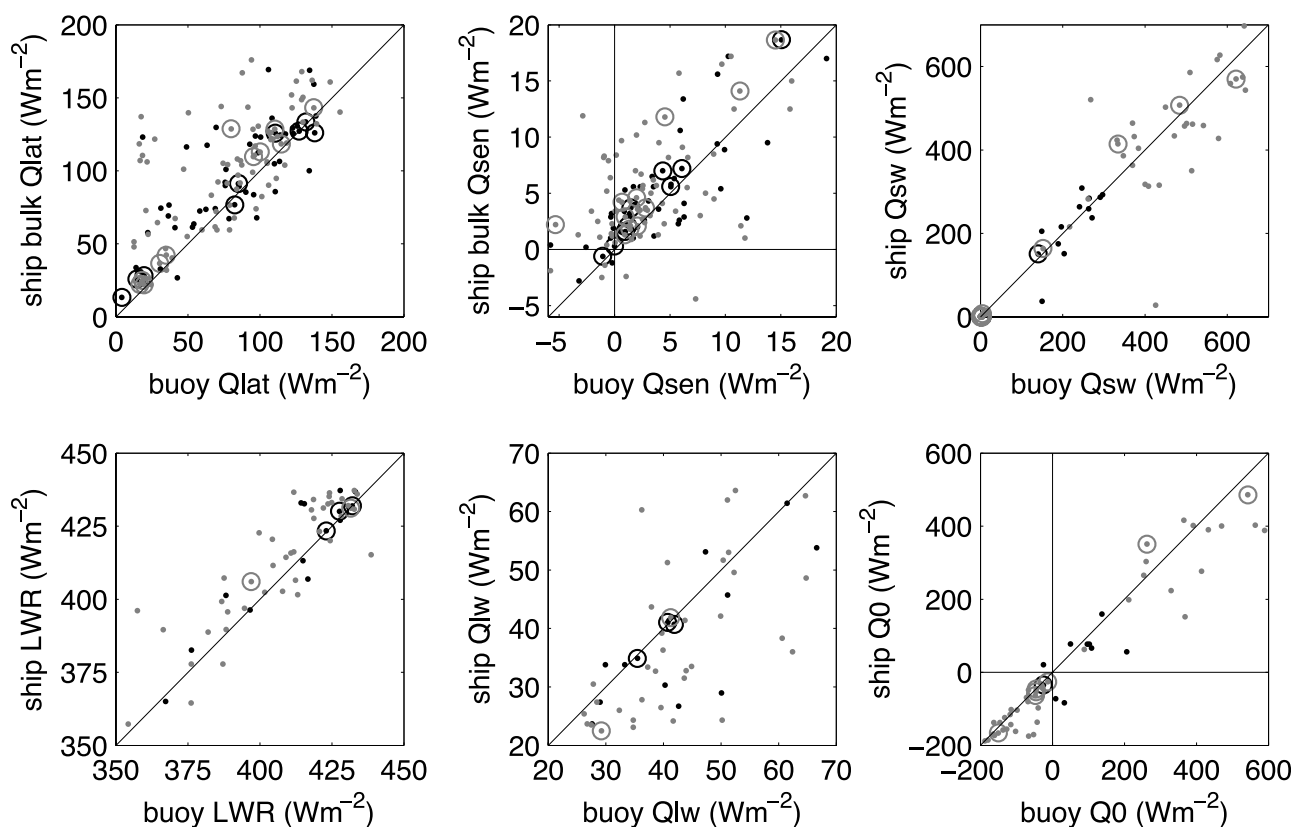 200
150
100
50
0
ship bulk Qlat (Wm⁻²)
0 50 100 150 200
buoy Qlat (Wm⁻²)
20
15
10
5
0
−5
ship bulk Qsen (Wm⁻²)
−5 0 5 10 15 20
buoy Qsen (Wm⁻²)
600
400
200
0
ship Qsw (Wm⁻²)
0 200 400 600
buoy Qsw (Wm⁻²)
450
425
400
375
350
ship LWR (Wm⁻²)
350 375 400 425 450
buoy LWR (Wm⁻²)
70
60
50
40
30
20
ship Qlw (Wm⁻²)
20 30 40 50 60 70
buoy Qlw (Wm⁻²)
600
400
200
0
−200
ship Q0 (Wm⁻²)
−200 0 200 400 600
buoy Q0 (Wm⁻²)